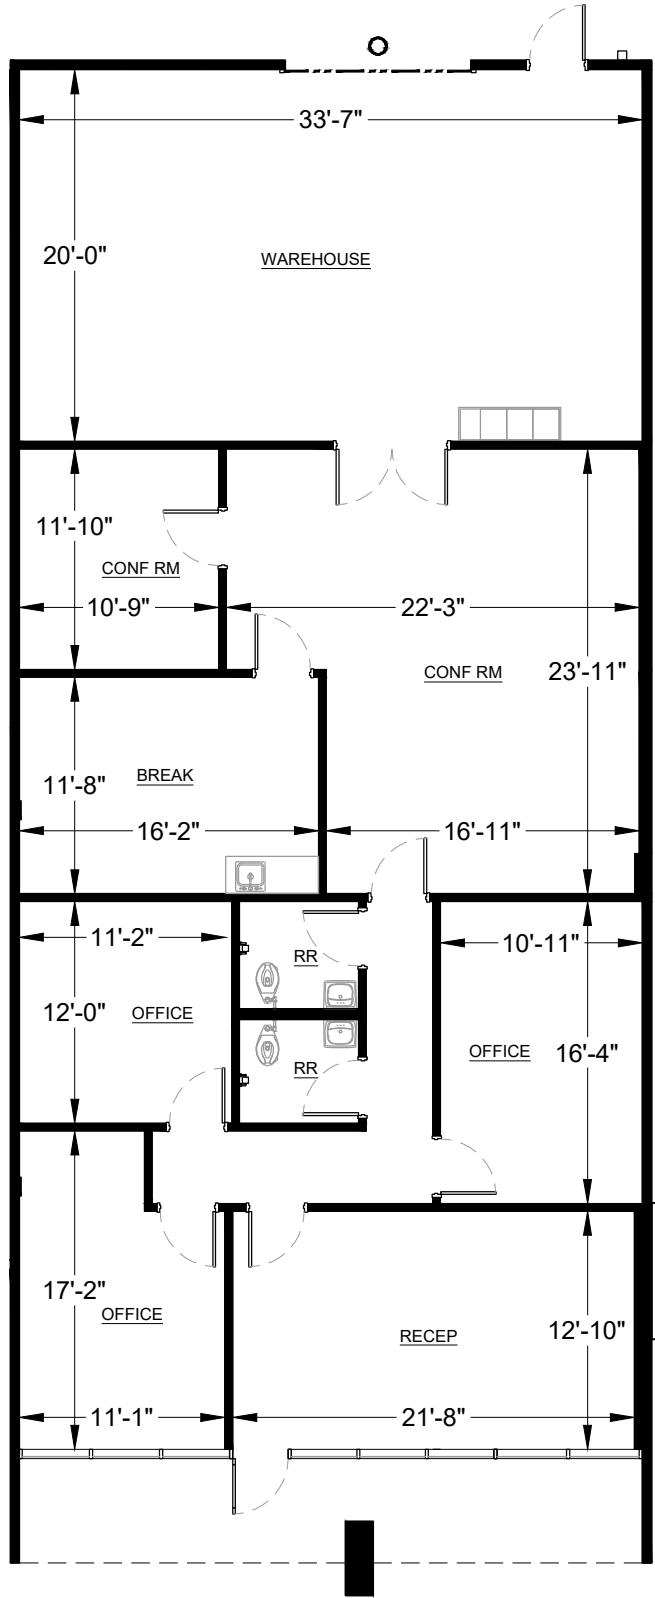 33'-7"
20'-0"
WAREHOUSE
11'-10"
CONF RM
10'-9"
22'-3"
CONF RM
23'-11"
BREAK
11'-8"
16'-2"
16'-11"
11'-2"
10'-11"
RR
12'-0"
OFFICE
OFFICE
16'-4"
RR
17'-2"
OFFICE
RECEP
12'-10"
11'-1"
21'-8"